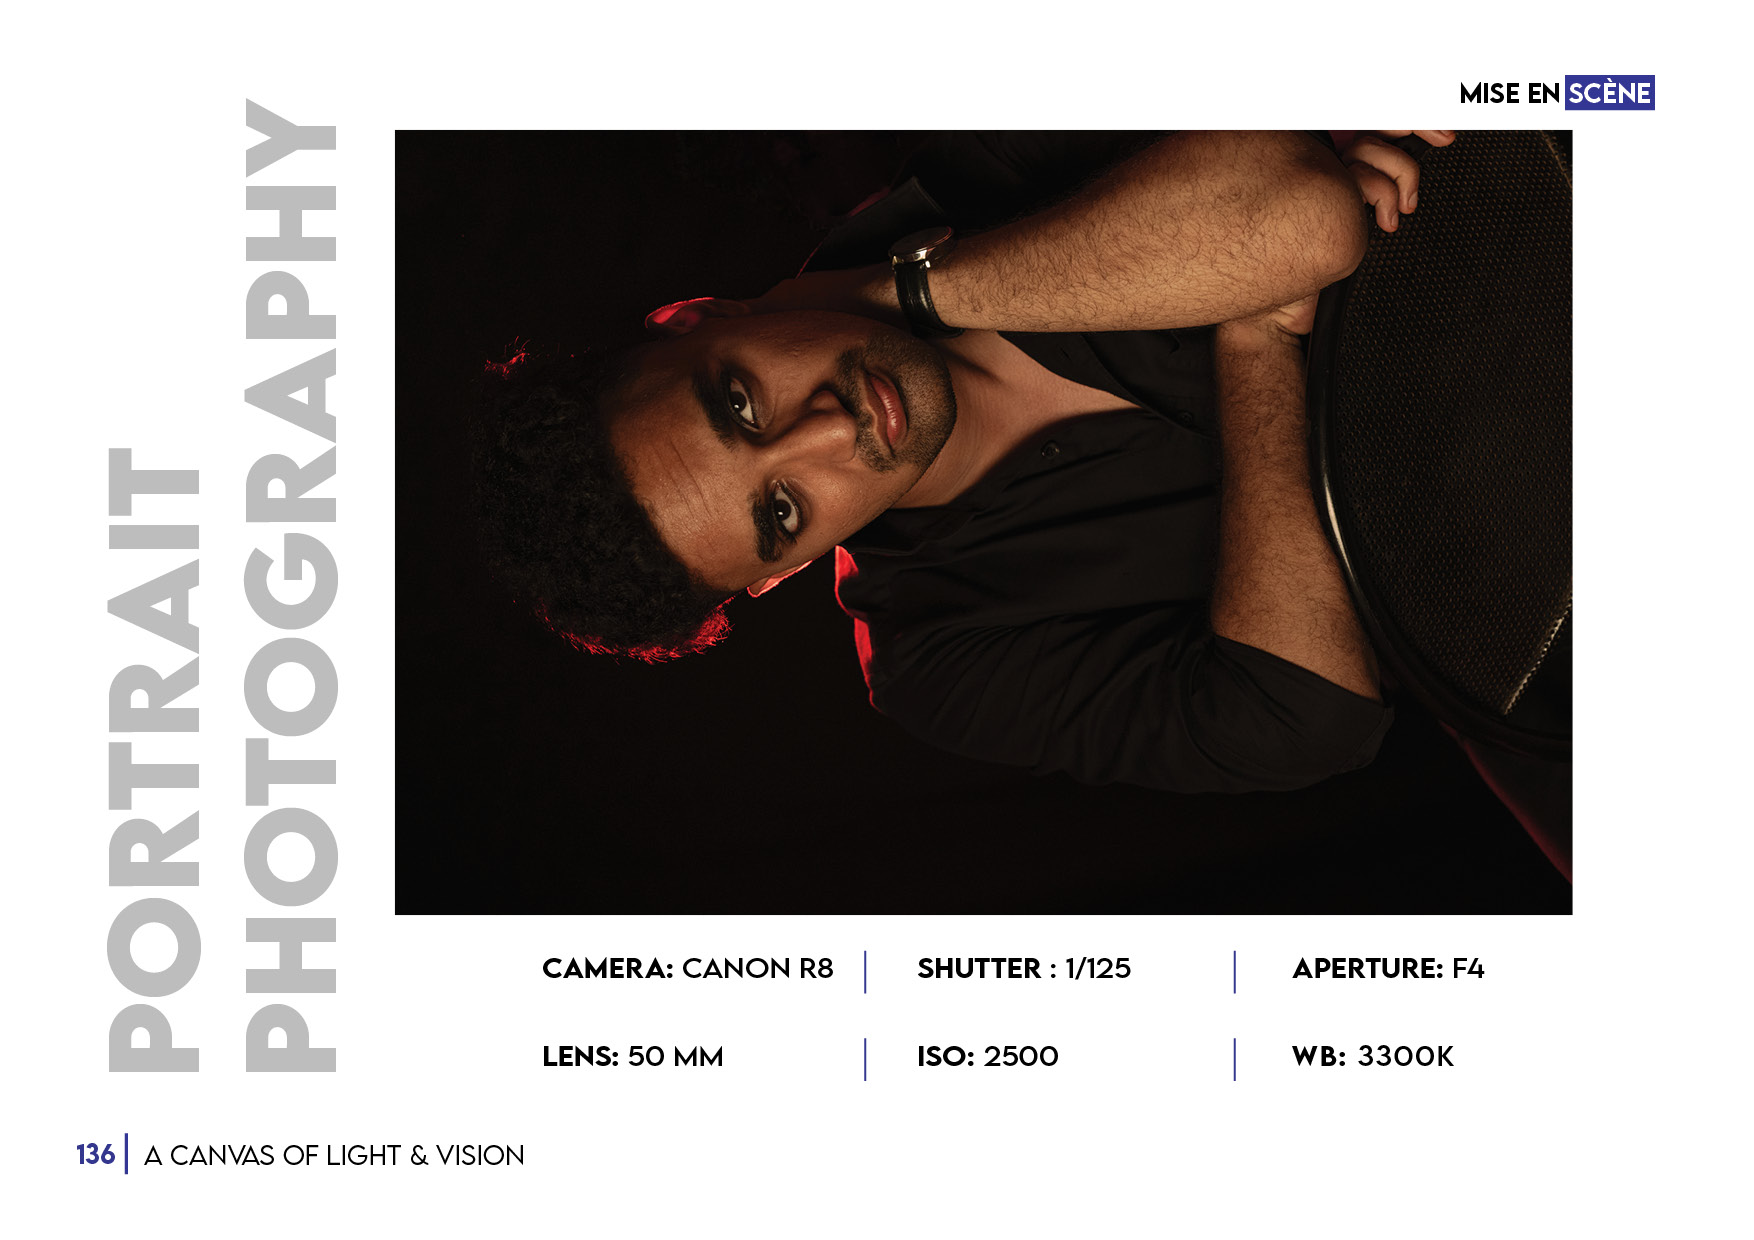 MISE EN SCÈNE
PORTRAIT
PHOTOGRAPHY
CAMERA: CANON R8
SHUTTER : 1/125
APERTURE: F4
LENS: 50 MM
ISO: 2500
WB: 3300K
136 A CANVAS OF LIGHT & VISION